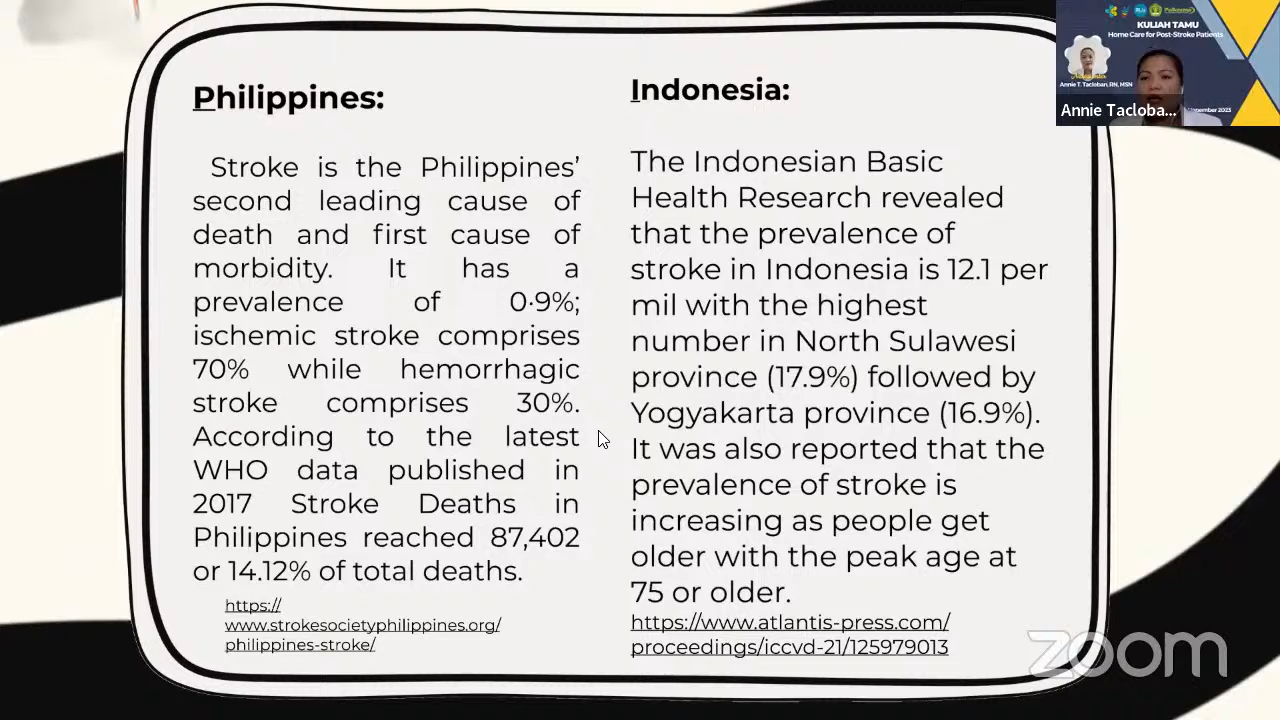 Philippines:
Stroke is the Philippines’
second leading cause of
death and first cause of
morbidity. It has a
prevalence of 0·9%;
ischemic stroke comprises
70% while hemorrhagic
stroke comprises 30%.
According to the latest
WHO data published in
2017 Stroke Deaths in
Philippines reached 87,402
or 14.12% of total deaths.
https://
www.strokesocietyphilippines.org/
philippines-stroke/
Indonesia:
The Indonesian Basic
Health Research revealed
that the prevalence of
stroke in Indonesia is 12.1 per
mil with the highest
number in North Sulawesi
province (17.9%) followed by
Yogyakarta province (16.9%).
It was also reported that the
prevalence of stroke is
increasing as people get
older with the peak age at
75 or older.
https://www.atlantis-press.com/
proceedings/iccvd-21/125979013
KULIAH TAMU
Home Care for Post-Stroke Patients
Annie T. Tacloban, RN, MSN
2023
Annie Tacloba...
zoom